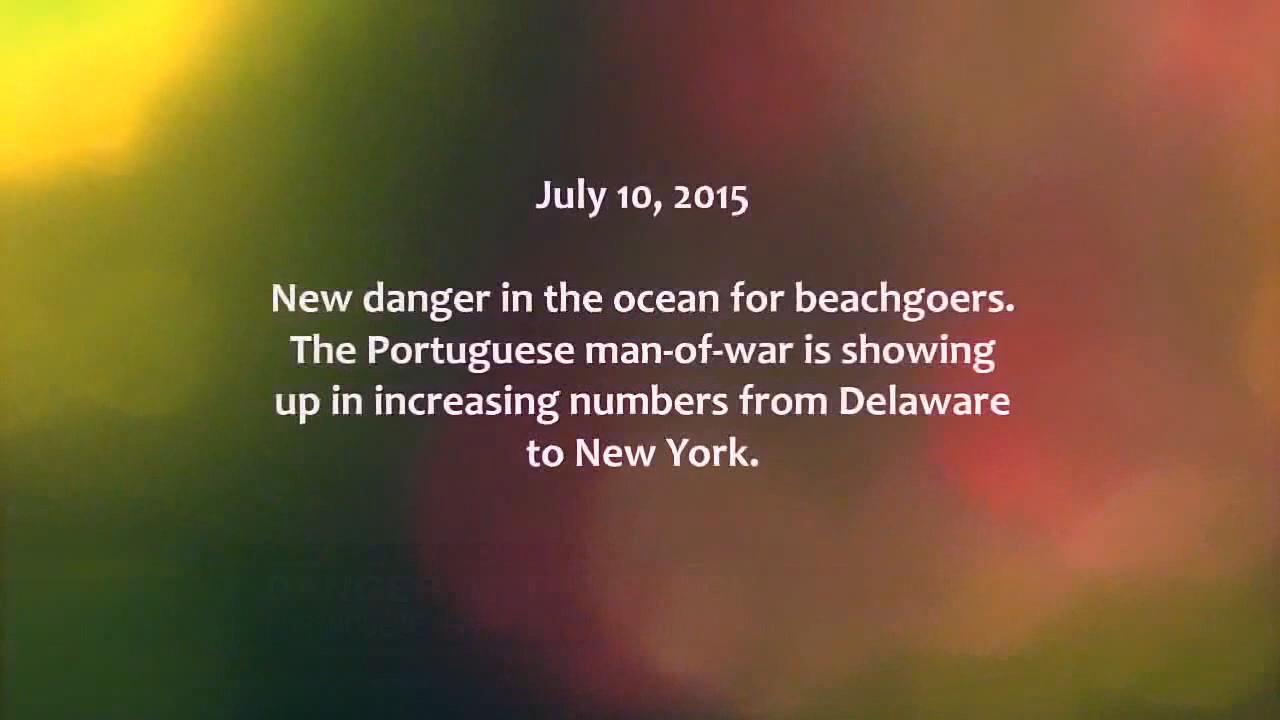 July 10, 2015
New danger in the ocean for beachgoers.
The Portuguese man-of-war is showing
up in increasing numbers from Delaware
to New York.
DANGER